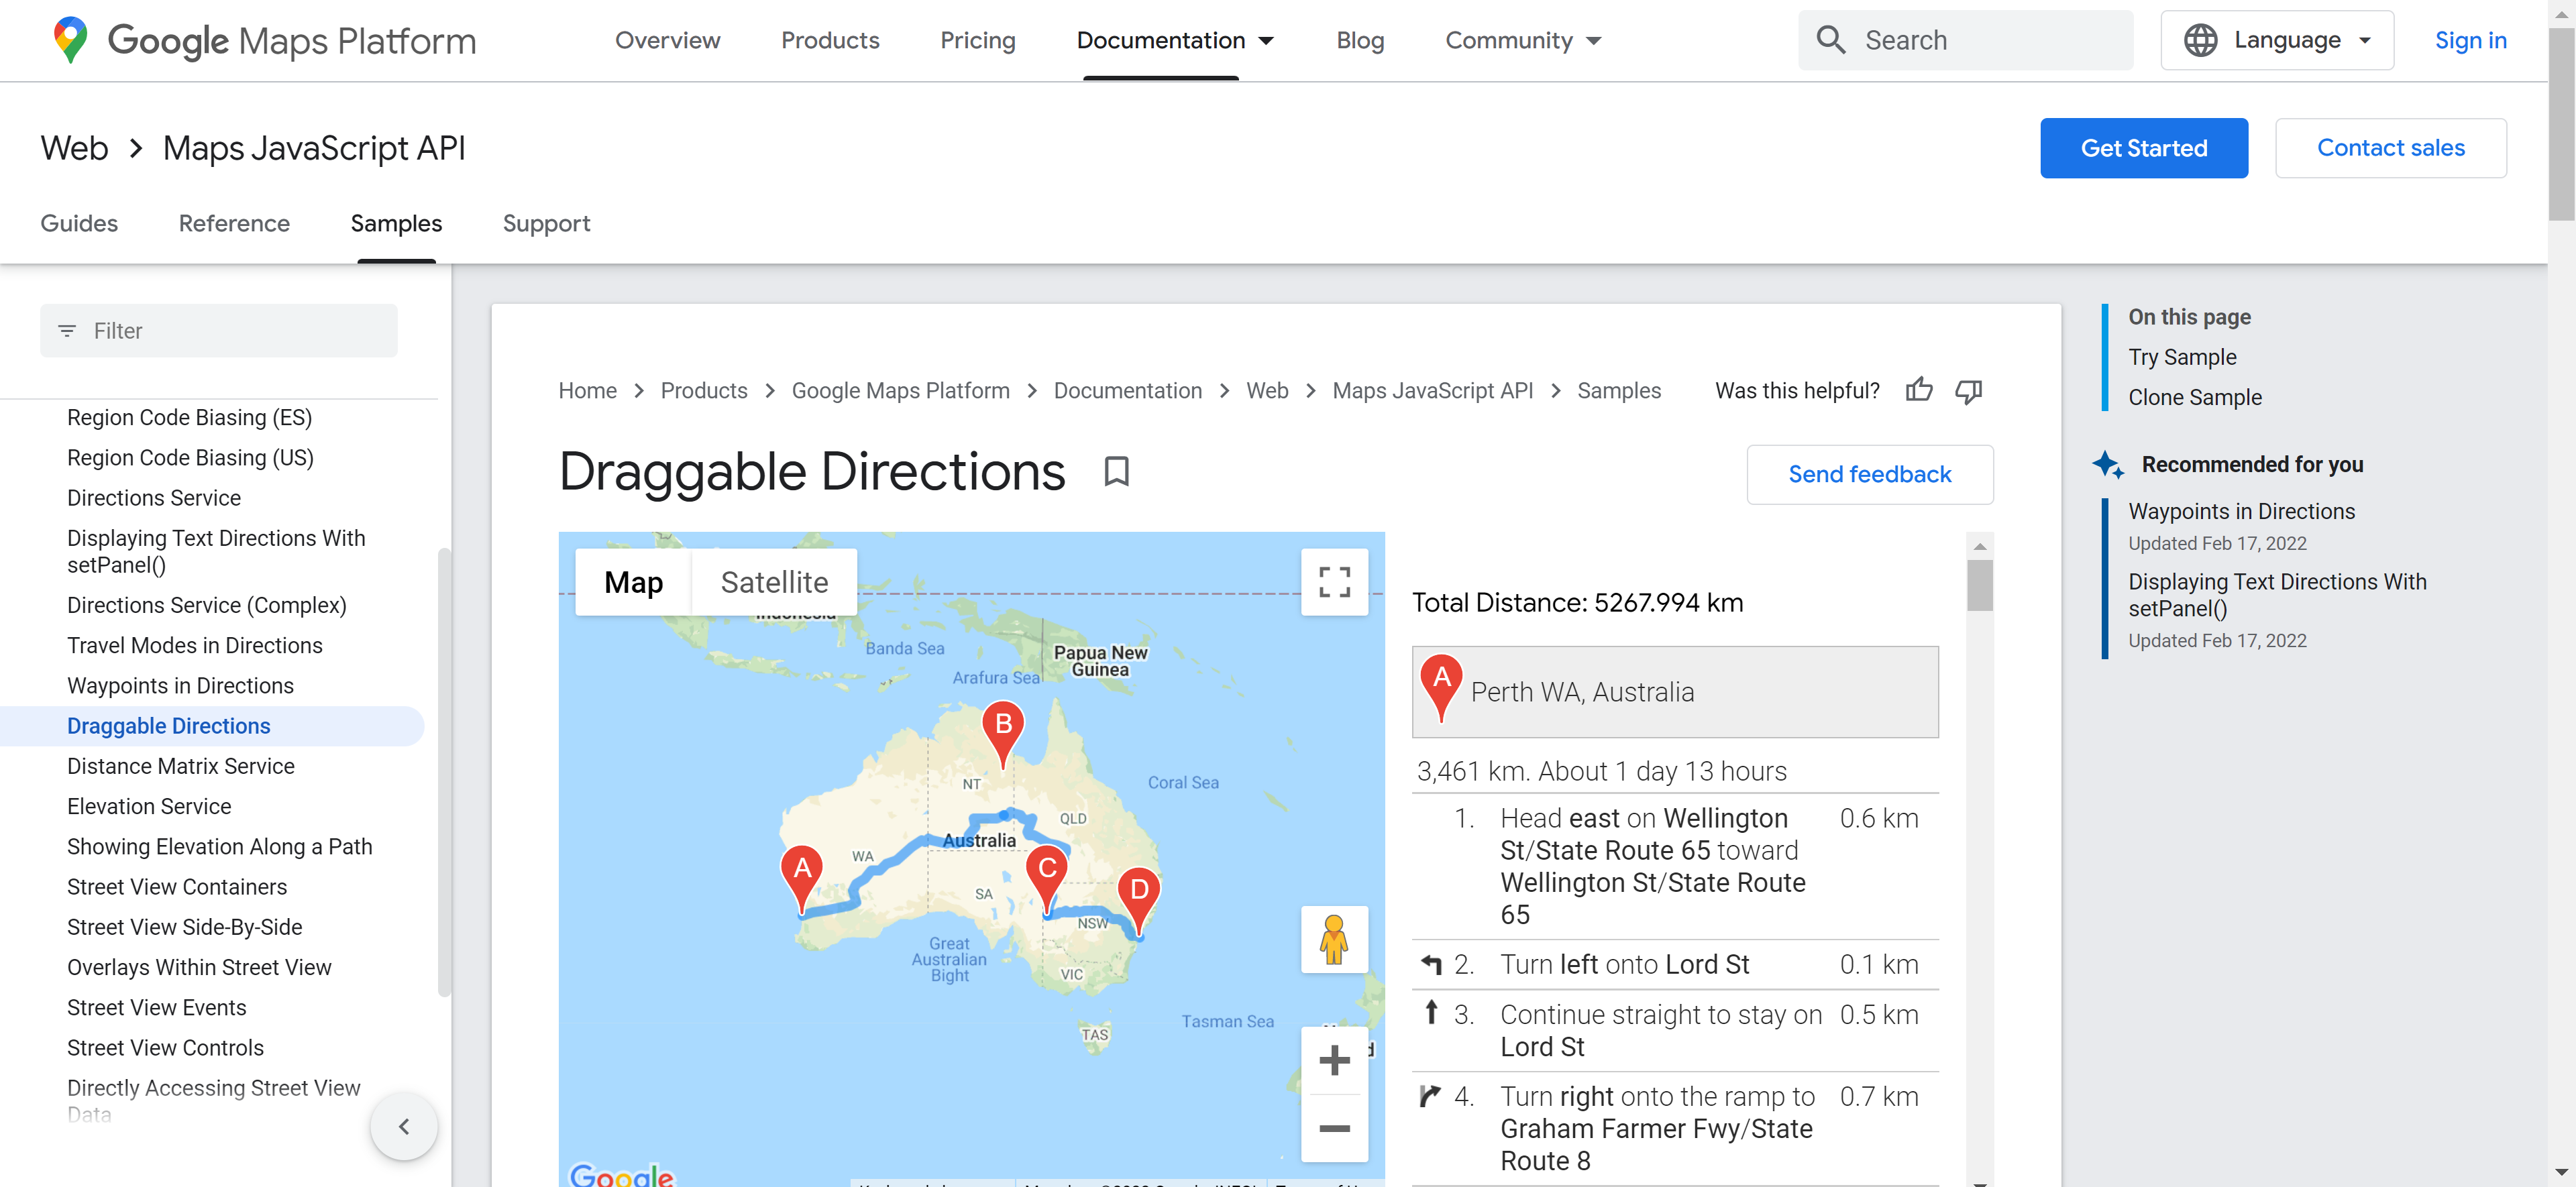 Google Maps Platform
Overview
Products
Pricing
Documentation
Blog
Community
Search
Language
Sign in
Web
Maps JavaScript API
Get Started
Contact sales
Guides
Reference
Samples
Support
Filter
Region Code Biasing (ES)
Region Code Biasing (US)
Directions Service
Displaying Text Directions With
setPanel()
Directions Service (Complex)
Travel Modes in Directions
Waypoints in Directions
Draggable Directions
Distance Matrix Service
Elevation Service
Showing Elevation Along a Path
Street View Containers
Street View Side-By-Side
Overlays Within Street View
Street View Events
Street View Controls
Directly Accessing Street View
Data
Home
Products
Google Maps Platform
Documentation
Web
Maps JavaScript API
Samples
Was this helpful?
Draggable Directions
Send feedback
Map
Satellite
Indonesia
Banda Sea
Papua New
Guinea
Arafura Sea
B
NT
Coral Sea
QLD
Australia
WA
A
C
D
SA
NSW
Great
Australian
Bight
VIC
Tasman Sea
TAS
Google
Total Distance: 5267.994 km
A
Perth WA, Australia
3,461 km. About 1 day 13 hours
1. Head east on Wellington 0.6 km
St/State Route 65 toward
Wellington St/State Route
65
2. Turn left onto Lord St 0.1 km
3. Continue straight to stay on 0.5 km
Lord St
4. Turn right onto the ramp to 0.7 km
Graham Farmer Fwy/State
Route 8
On this page
Try Sample
Clone Sample
Recommended for you
Waypoints in Directions
Updated Feb 17, 2022
Displaying Text Directions With
setPanel()
Updated Feb 17, 2022